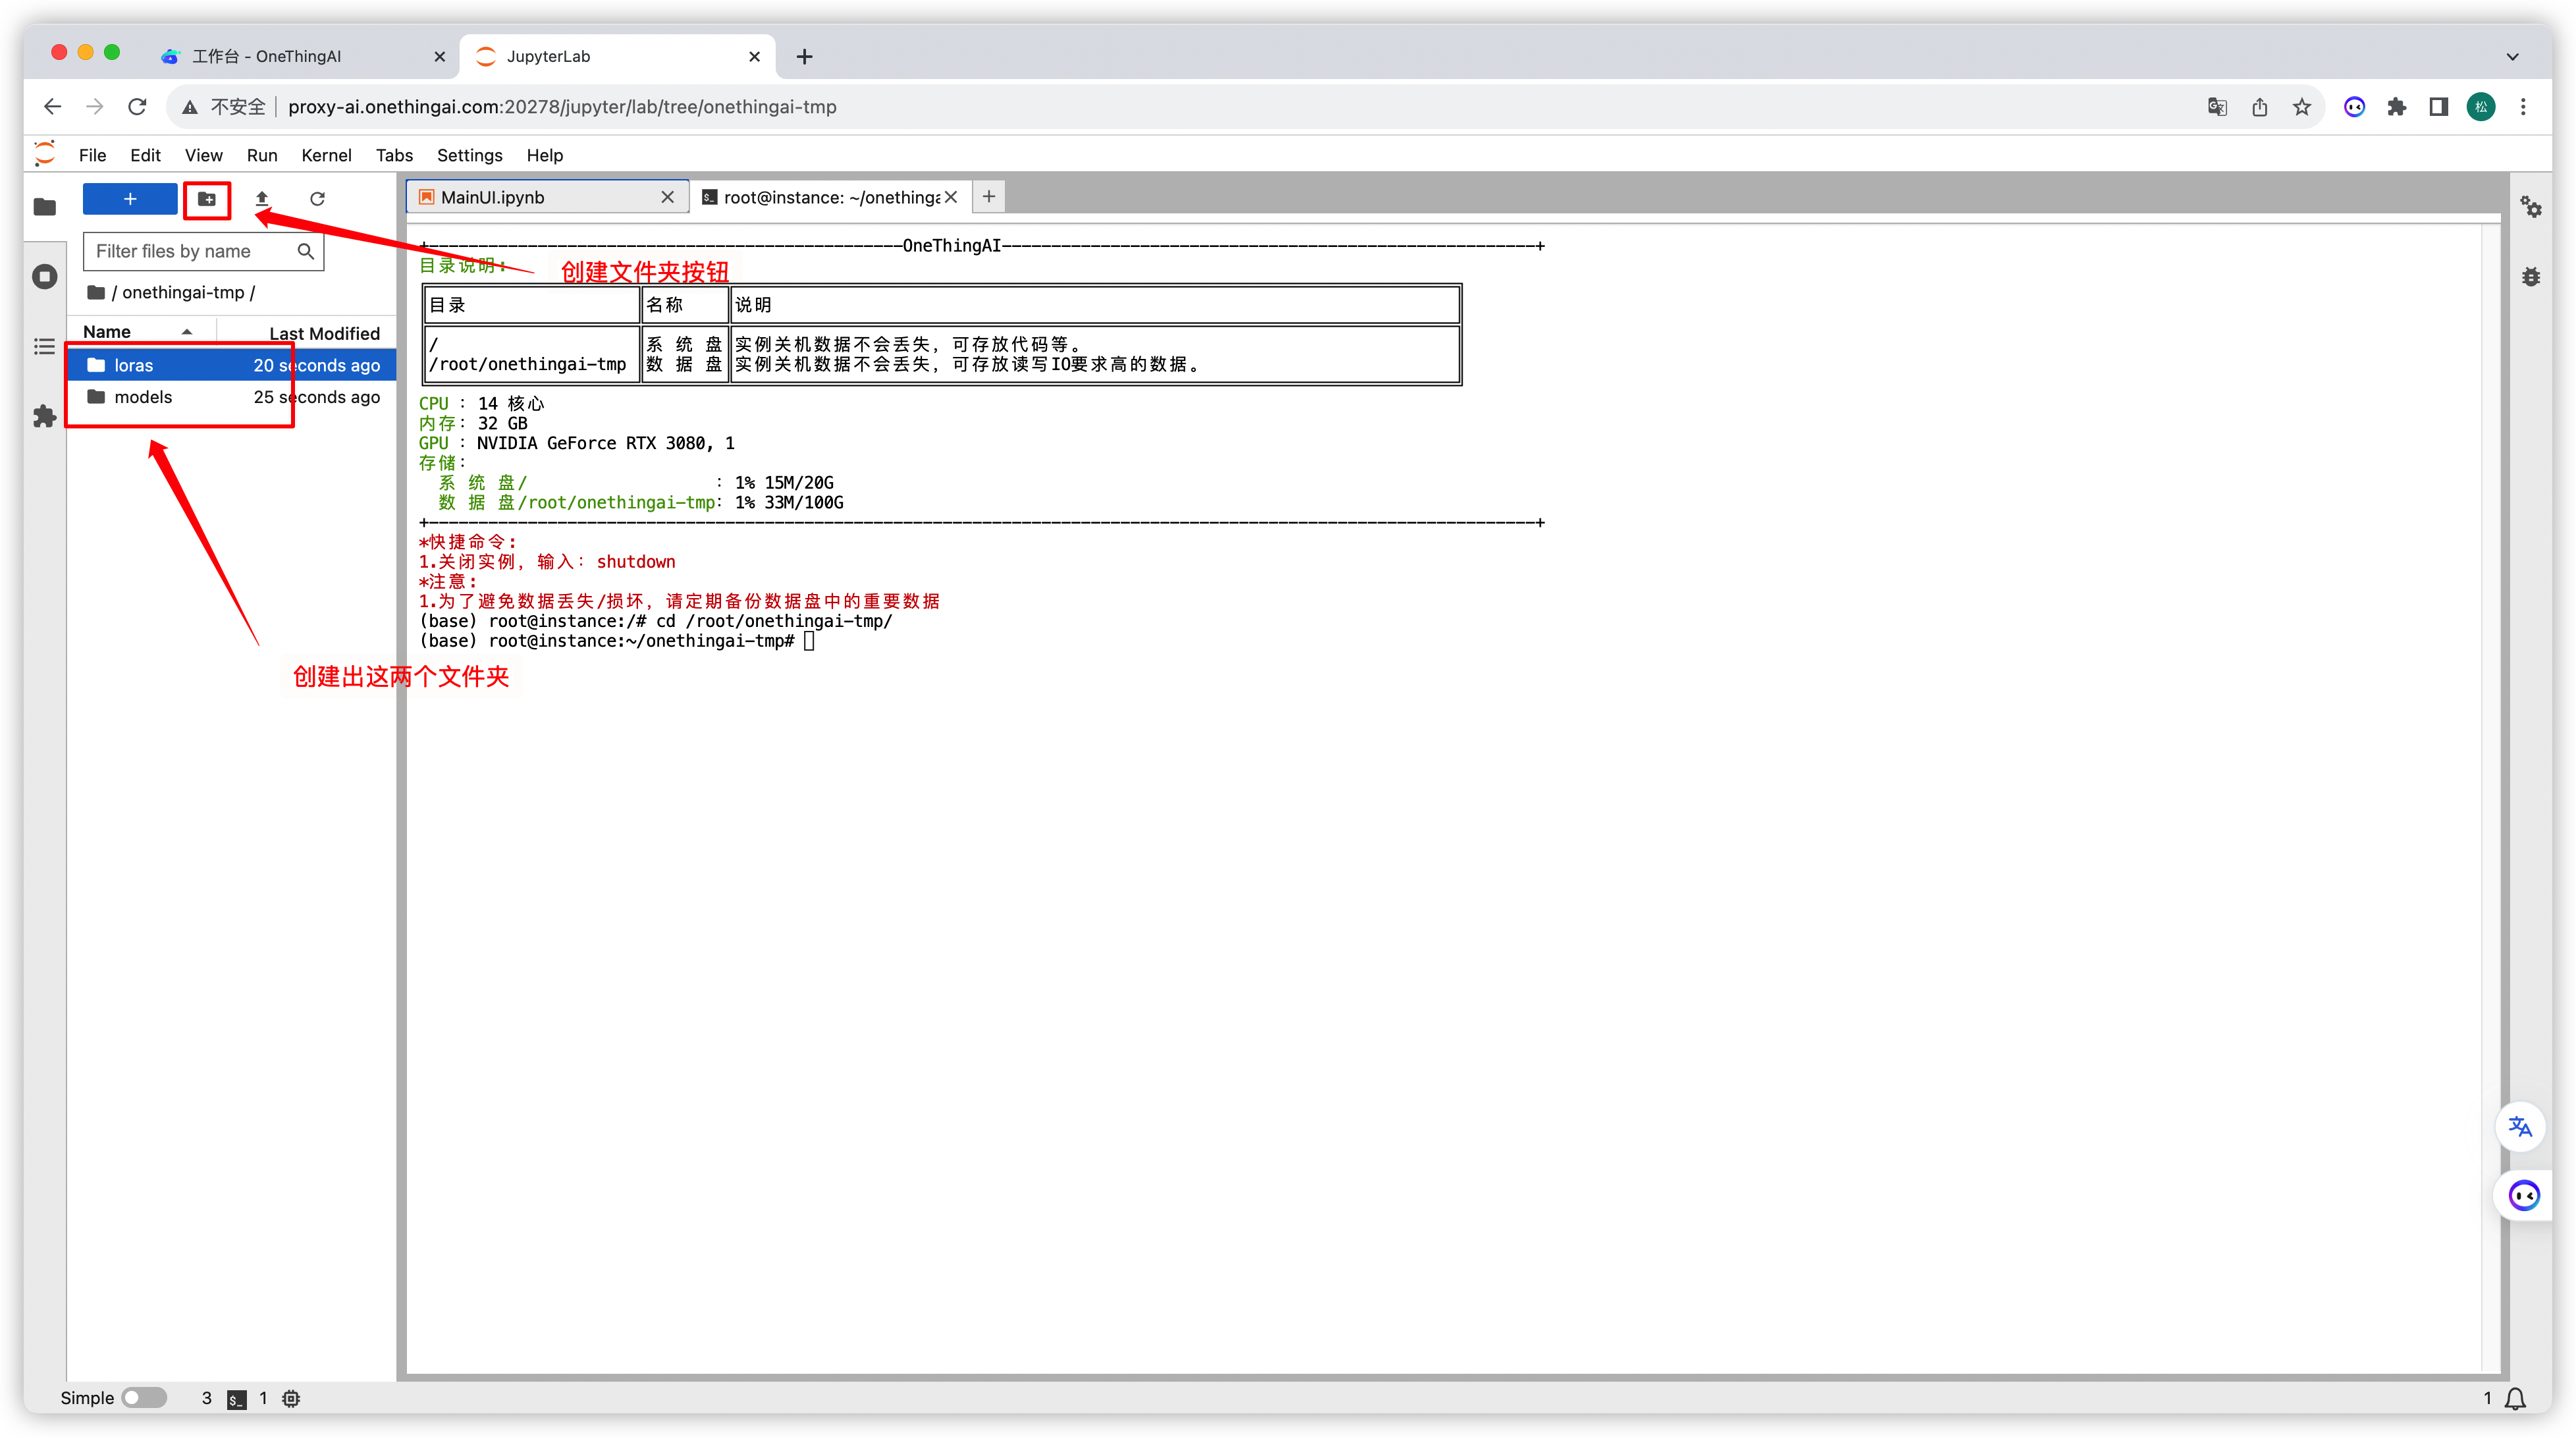 工作台 - OneThingAI
JupyterLab
不安全
proxy-ai.onethingai.com:20278/jupyter/lab/tree/onethingai-tmp
松
File Edit View Run Kernel Tabs Settings Help
MainUI.ipynb
root@instance: ~/onethinga
Filter files by name
/ onethingai-tmp /
Name
Last Modified
loras 20 seconds ago
models 25 seconds ago
创建文件夹按钮
创建出这两个文件夹
+------------------------------------------------OneThingAI------------------------------------------------------+
目录说明:
目录 名称 说明
/ 系 统 盘 实例关机数据不会丢失，可存放代码等。
/root/onethingai-tmp 数 据 盘 实例关机数据不会丢失，可存放读写IO要求高的数据。
CPU : 14 核心
内存: 32 GB
GPU : NVIDIA GeForce RTX 3080, 1
存储:
系 统 盘/ : 1% 15M/20G
数 据 盘/root/onethingai-tmp: 1% 33M/100G
+----------------------------------------------------------------------------------------------------------------+
*快捷命令:
1.关闭实例, 输入: shutdown
*注意:
1.为了避免数据丢失/损坏, 请定期备份数据盘中的重要数据
(base) root@instance:/# cd /root/onethingai-tmp/
(base) root@instance:~/onethingai-tmp#
Simple 3 1
1